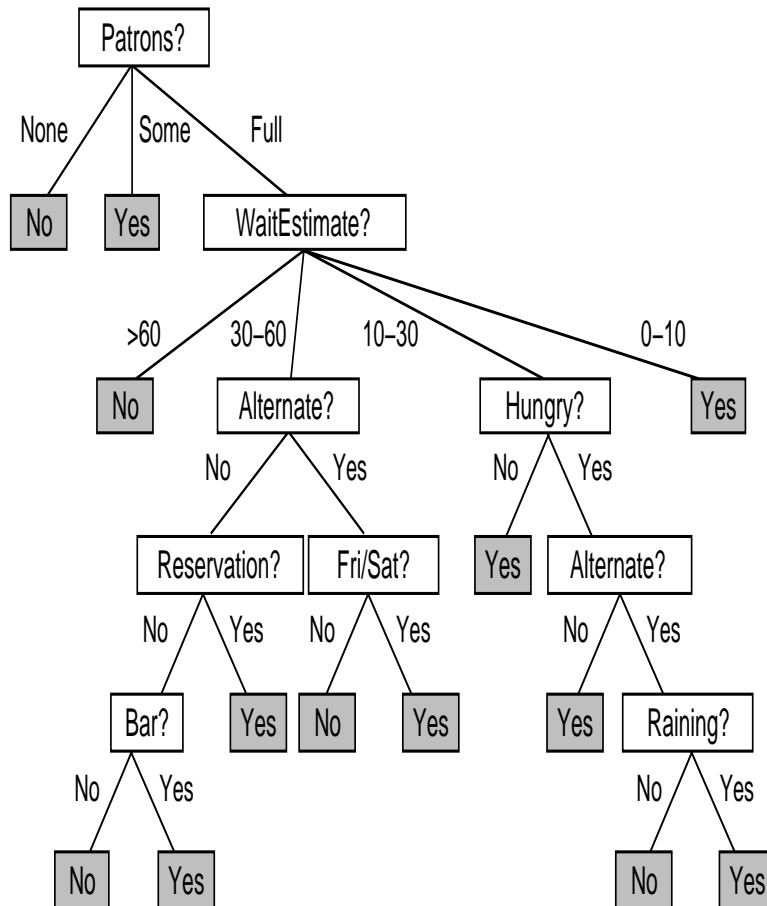 Patrons?
None Some Full
No Yes WaitEstimate?
>60 30–60 10–30 0–10
No Alternate? Hungry? Yes
No Yes No Yes
Reservation? Fri/Sat? Yes Alternate?
No Yes No Yes No Yes
Bar? Yes No Yes Yes Raining?
No Yes No Yes
No Yes No Yes